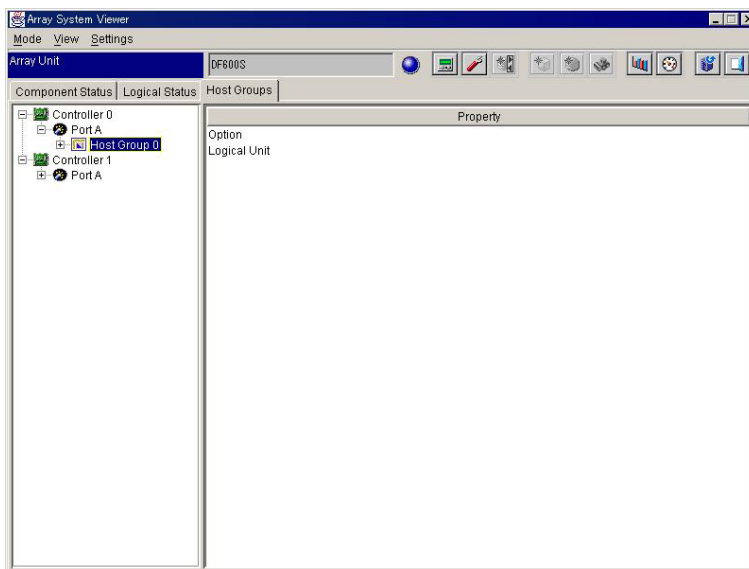 Array System Viewer
Mode View Settings
Array Unit
DF600S
Component Status Logical Status Host Groups
Controller 0
Port A
Host Group 0
Controller 1
Port A
Property
Option
Logical Unit